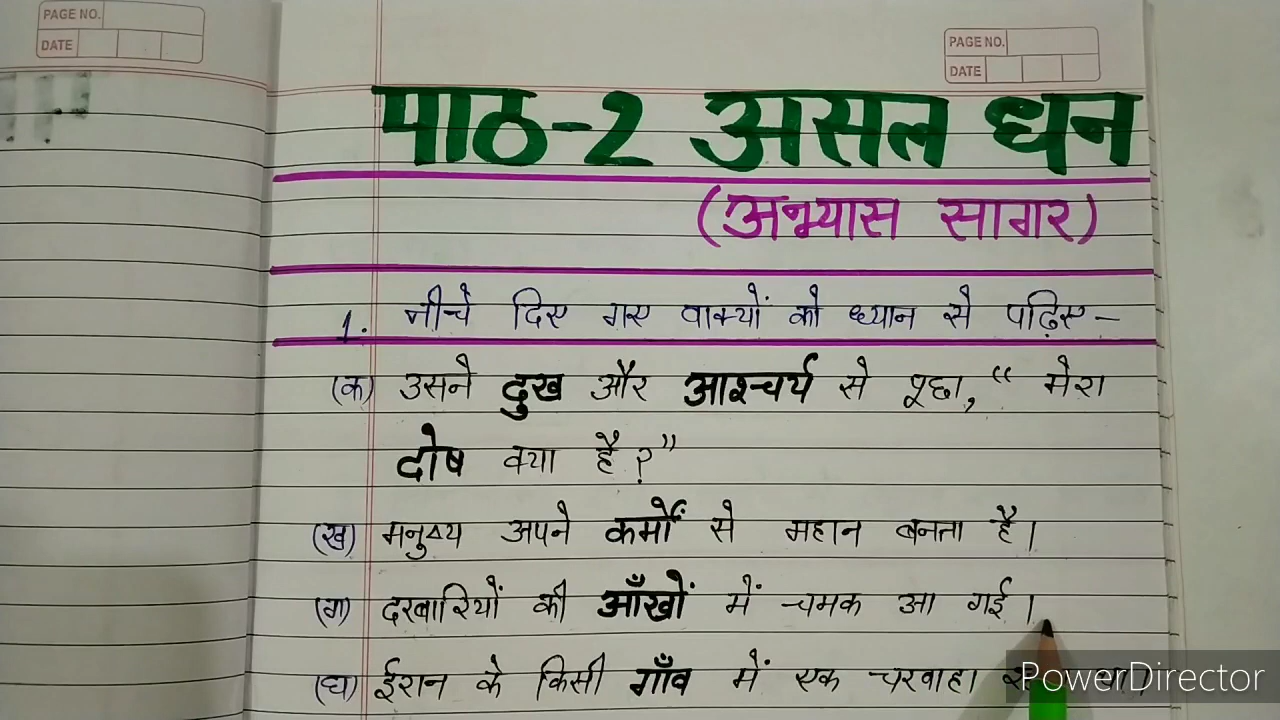 PAGE NO.
DATE
PAGE NO.
DATE
पाठ-2 असल धन
(अभ्यास सागर)
1. नीचे दिए गए वाक्यों को ध्यान से पढ़िए-
(क) उसने दुख और आश्चर्य से पूछा, “ मेरा
दोष क्या है?”
(ख) मनुष्य अपने कर्मों से महान बनता है।
(ग) दरबारियों की आँखों में चमक आ गई।
(घ) ईरान के किसी गाँव में एक चरवाहा
PowerDirector